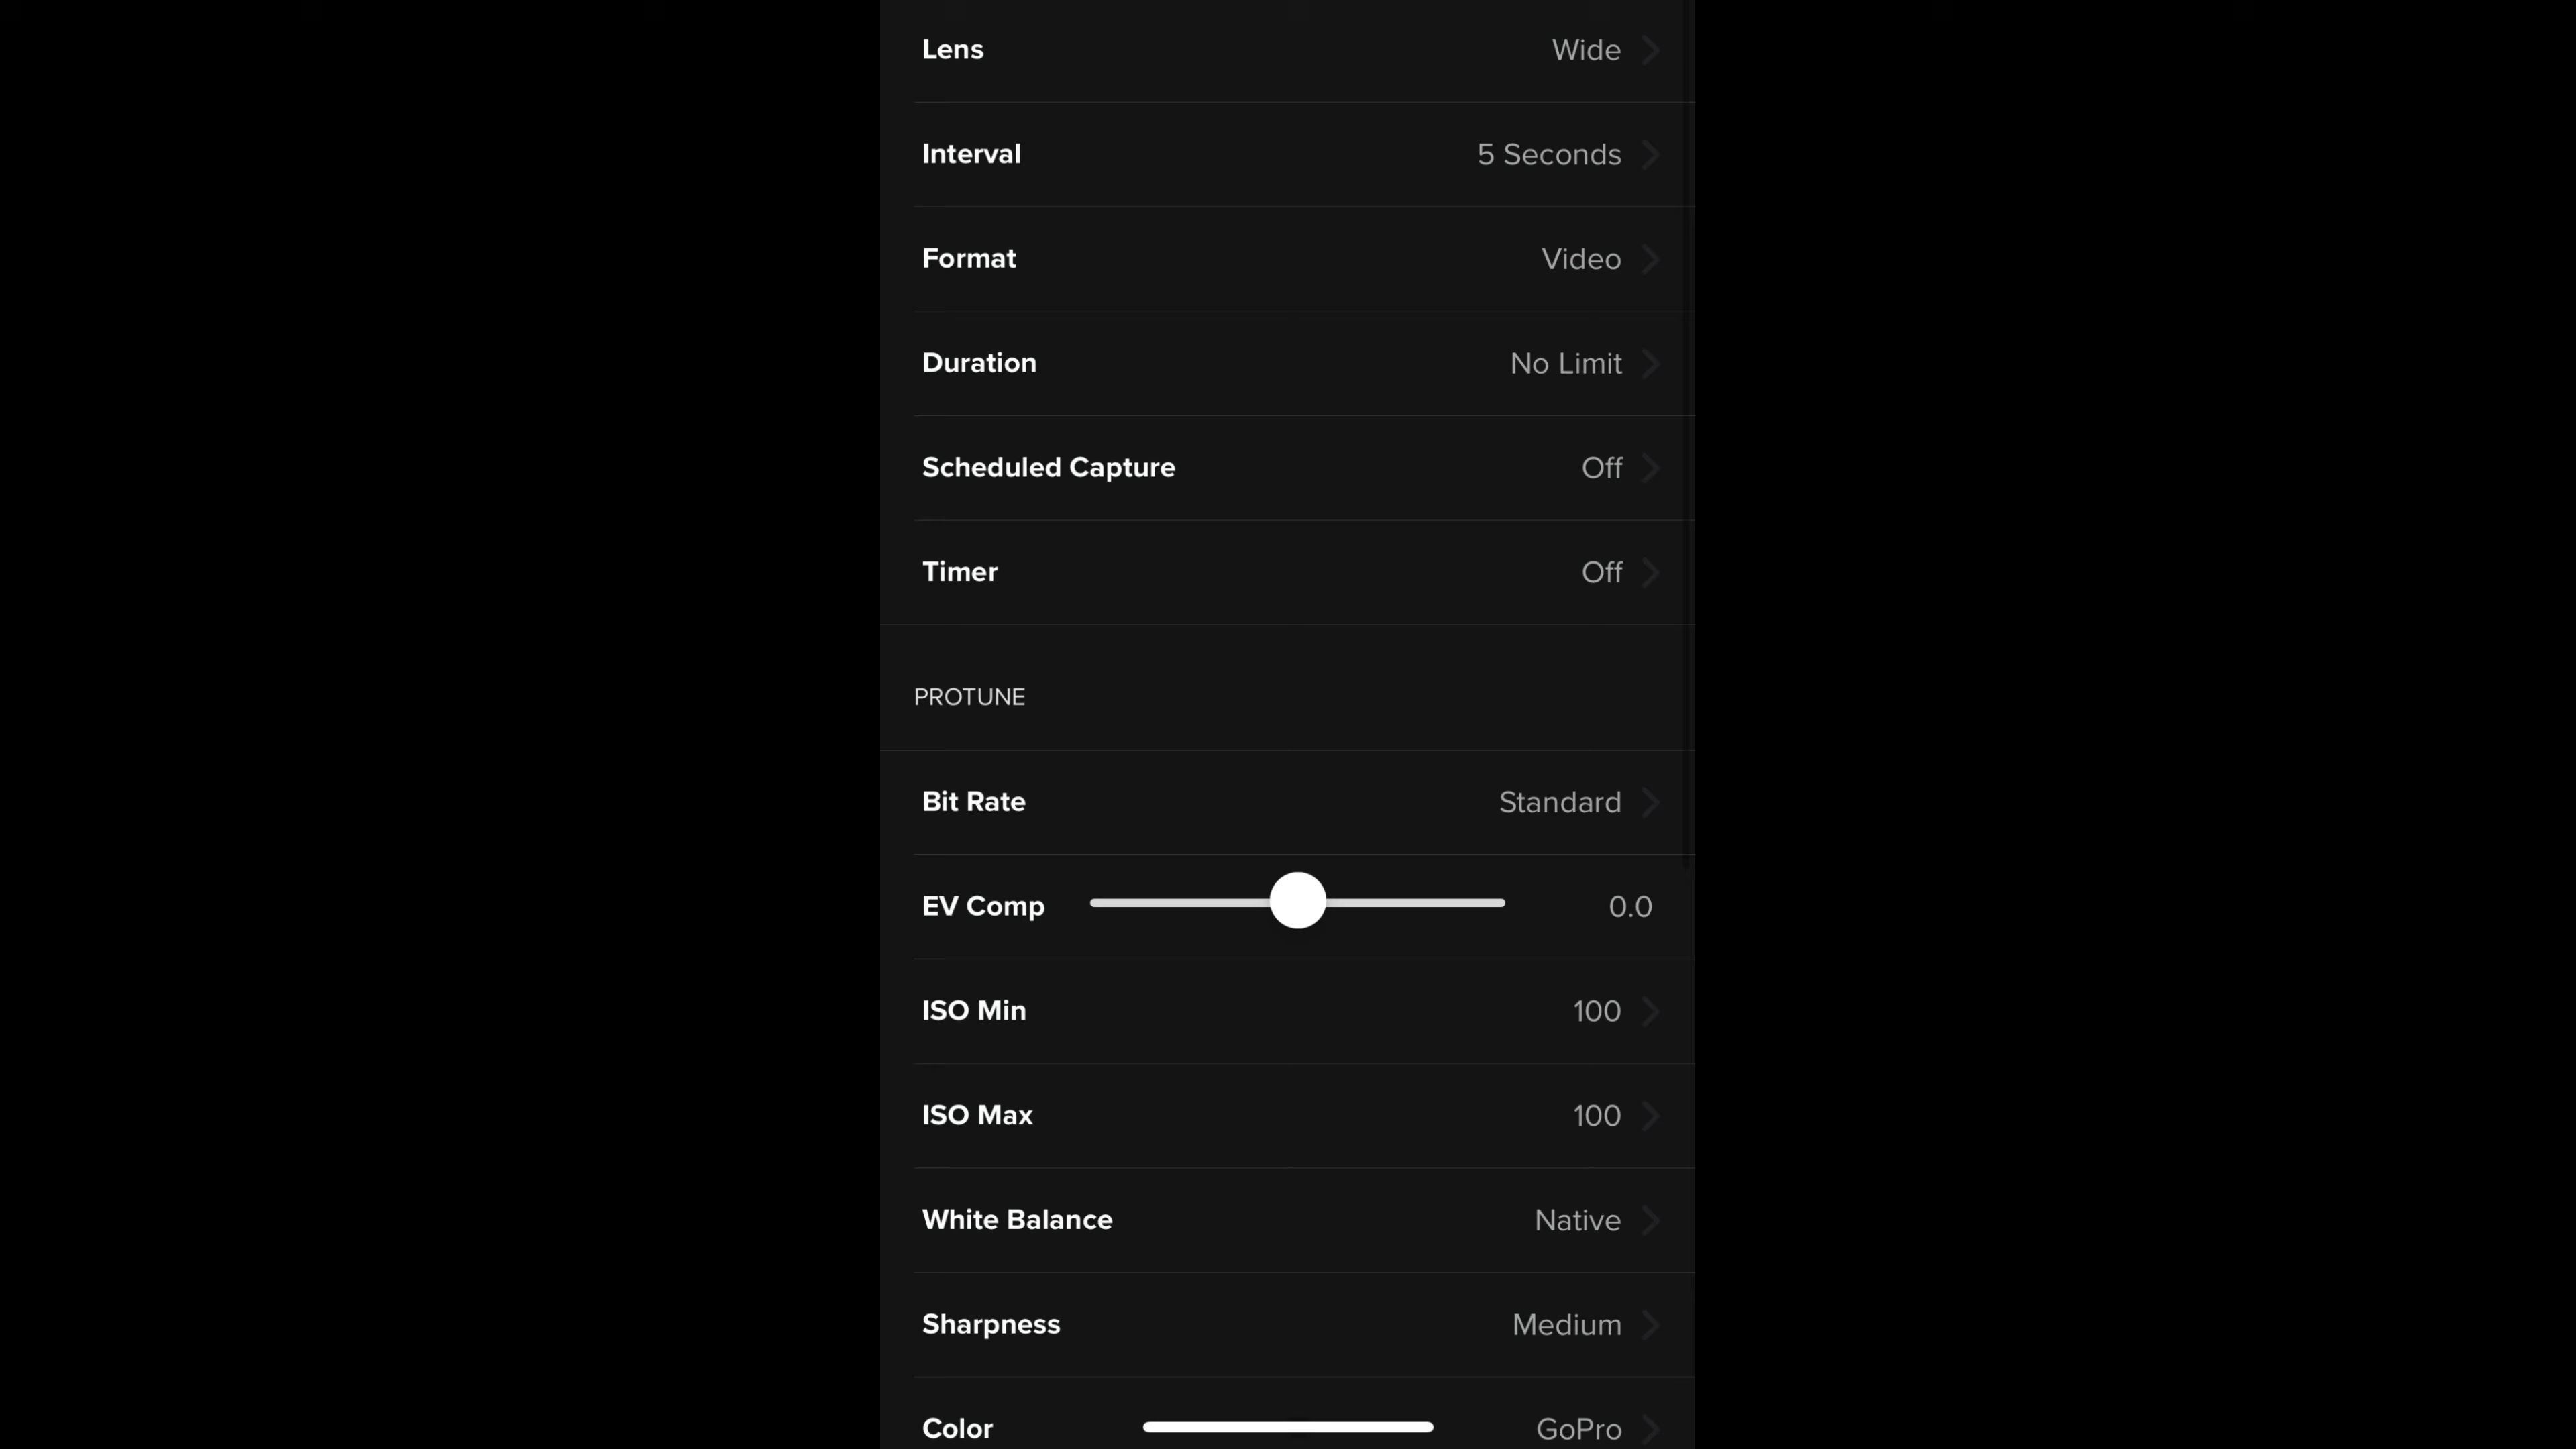 Lens Wide
Interval 5 Seconds
Format Video
Duration No Limit
Scheduled Capture Off
Timer Off
PROTUNE
Bit Rate Standard
EV Comp 0.0
ISO Min 100
ISO Max 100
White Balance Native
Sharpness Medium
Color GoPro